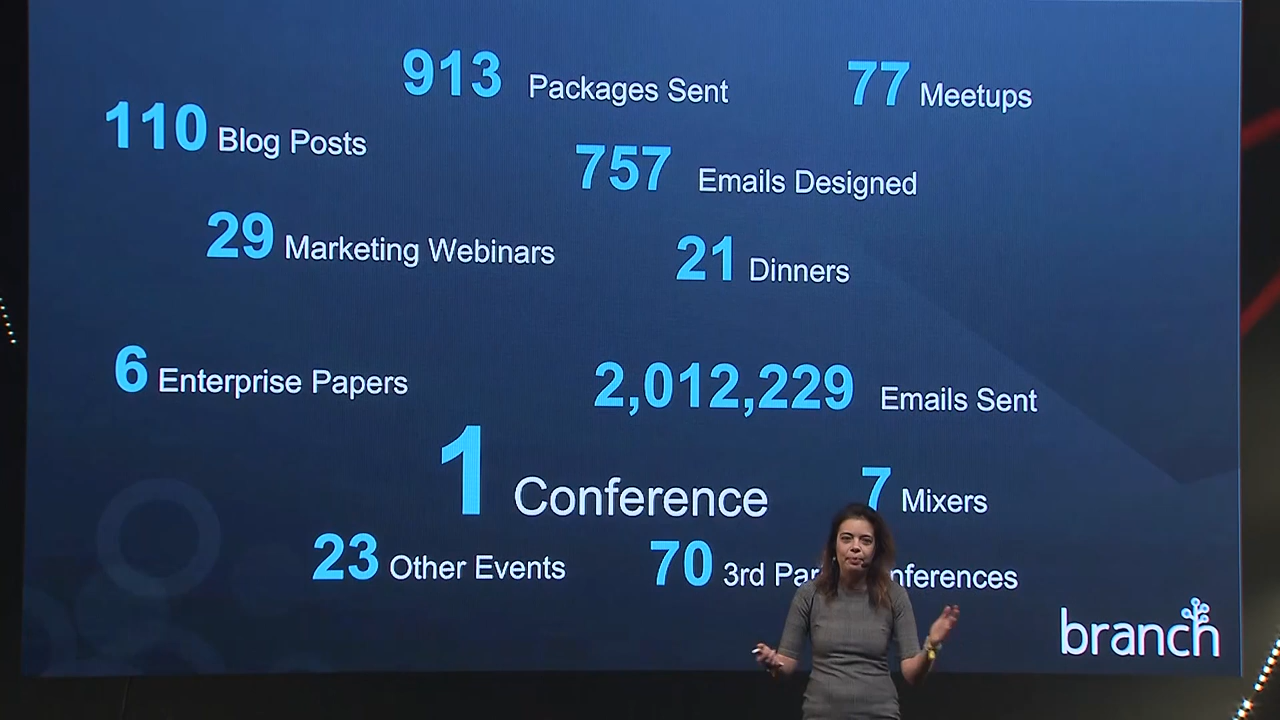 913 Packages Sent
77 Meetups
110 Blog Posts
757 Emails Designed
29 Marketing Webinars
21 Dinners
6 Enterprise Papers
2,012,229 Emails Sent
1 Conference
7 Mixers
23 Other Events
70 3rd
branch